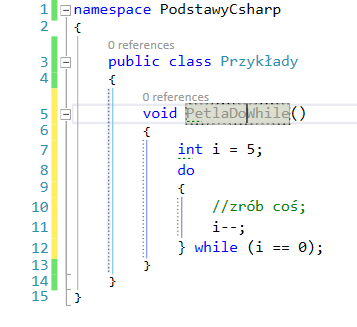 1 namespace PodstawyCsharp
2 {
0 references
3 public class Przykłady
4 {
0 references
5 void PetlaDoWhile()
6 {
7 int i = 5;
8 do
9 {
10 //zrób coś;
11 i--;
12 } while (i == 0);
13 }
14 }
15 }